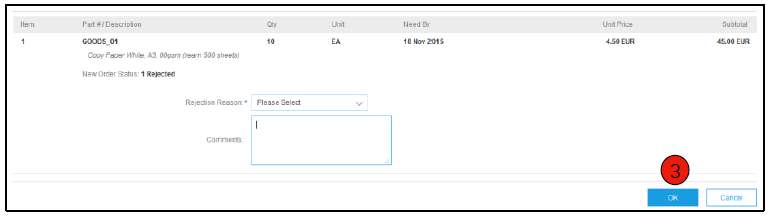 Item Part # / Description Qty Unit Need By Unit Price Subtotal
1 GOODS_01 10 EA 18 Nov 2015 4.50 EUR 45.00 EUR
Copy Paper White, A3, 80gsm (ream 500 sheets)
New Order Status: 1 Rejected
Rejection Reason: * Please Select
Comments:
3
OK Cancel